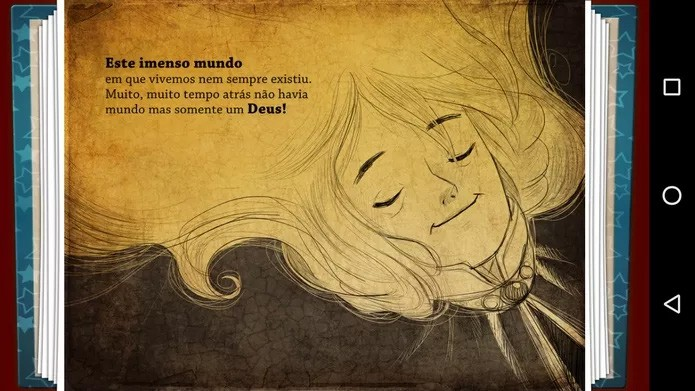 Este imenso mundo
em que vivemos nem sempre existiu.
Muito, muito tempo atrás não havia
mundo mas somente um Deus!